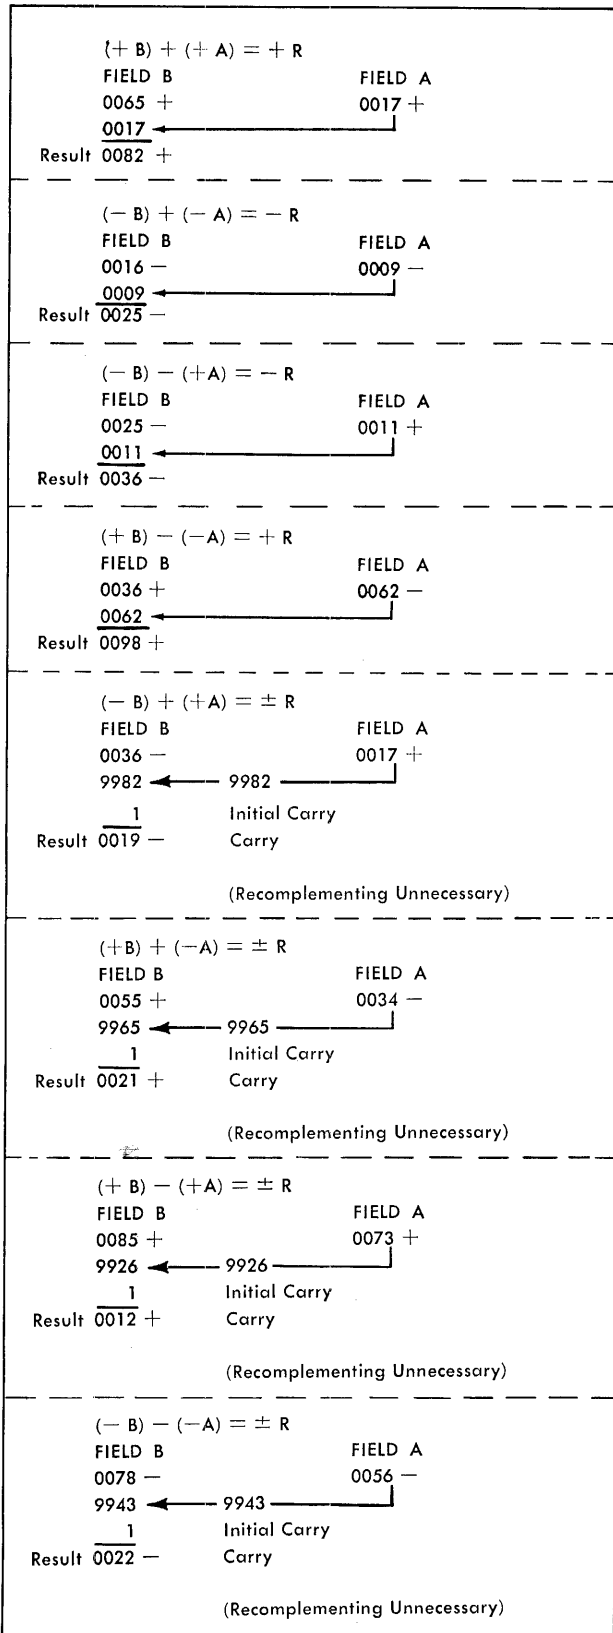 (+ B) + (+ A) = + R
FIELD B FIELD A
0065 + 0017 +
0017
Result 0082 +
(− B) + (− A) = − R
FIELD B FIELD A
0016 − 0009 −
0009
Result 0025 −
(− B) − (+A) = − R
FIELD B FIELD A
0025 − 0011 +
0011
Result 0036 −
(+ B) − (−A) = + R
FIELD B FIELD A
0036 + 0062 −
0062
Result 0098 +
(− B) + (+A) = ± R
FIELD B FIELD A
0036 − 0017 +
9982 9982
1 Initial Carry
Result 0019 − Carry
(Recomplementing Unnecessary)
(+B) + (−A) = ± R
FIELD B FIELD A
0055 + 0034 −
9965 9965
1 Initial Carry
Result 0021 + Carry
(Recomplementing Unnecessary)
(+ B) − (+A) = ± R
FIELD B FIELD A
0085 + 0073 +
9926 9926
1 Initial Carry
Result 0012 + Carry
(Recomplementing Unnecessary)
(− B) − (−A) = ± R
FIELD B FIELD A
0078 − 0056 −
9943 9943
1 Initial Carry
Result 0022 − Carry
(Recomplementing Unnecessary)